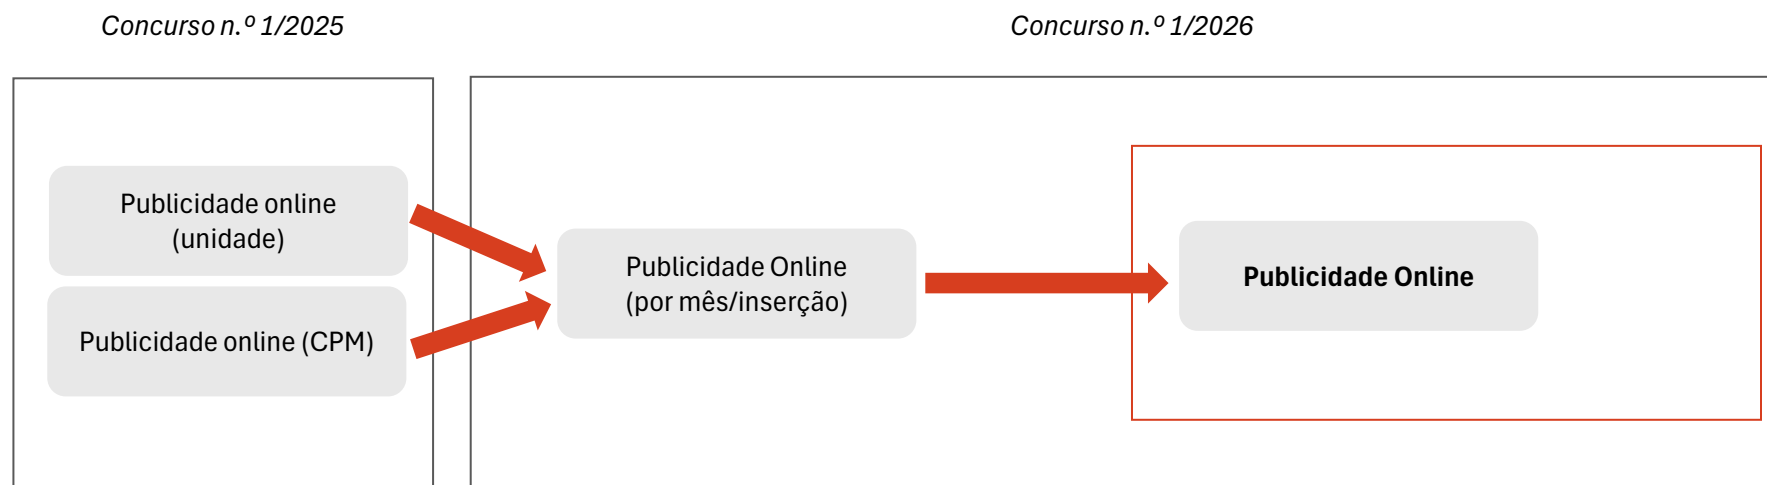 Concurso n.º 1/2025
Concurso n.º 1/2026
Publicidade online
(unidade)
Publicidade online (CPM)
Publicidade Online
(por mês/inserção)
Publicidade Online